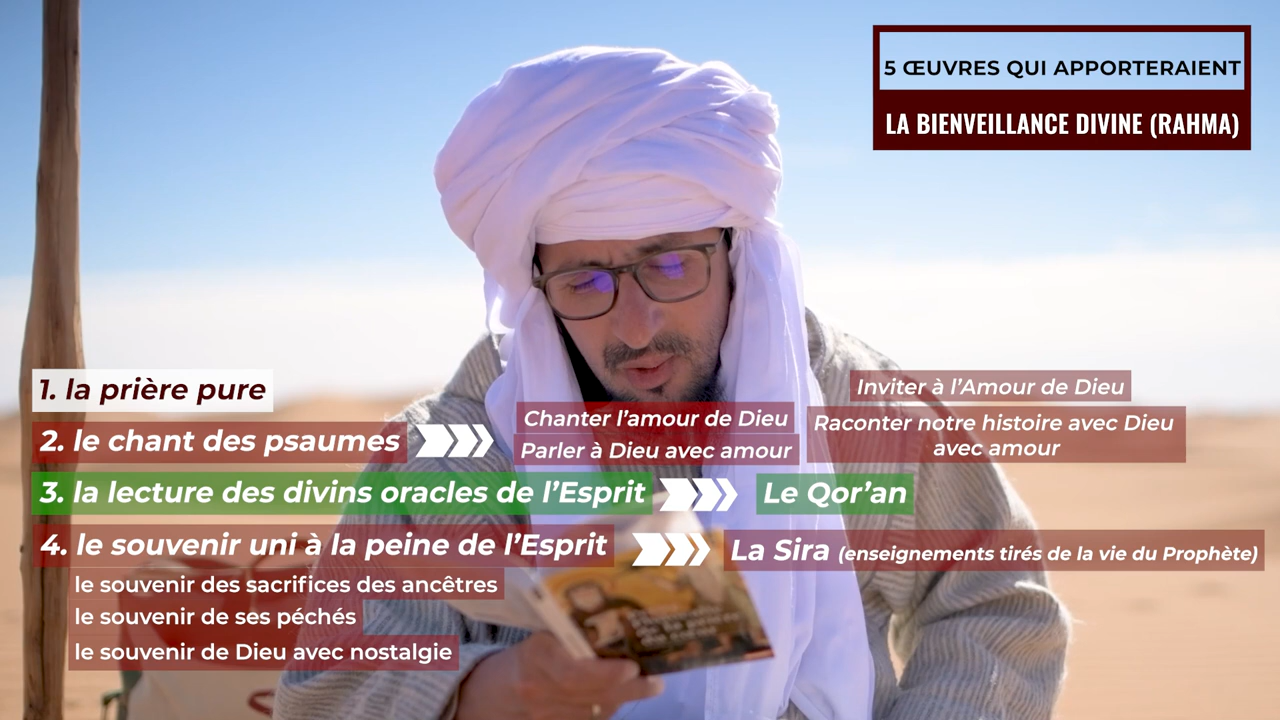 5 ŒUVRES QUI APPORTERAIENT
LA BIENVEILLANCE DIVINE (RAHMA)
1. la prière pure
2. le chant des psaumes
Chanter l'amour de Dieu
Parler à Dieu avec amour
Inviter à l'Amour de Dieu
Raconter notre histoire avec Dieu
avec amour
3. la lecture des divins oracles de l'Esprit
Le Qor'an
4. le souvenir uni à la peine de l'Esprit
La Sira (enseignements tirés de la vie du Prophète)
le souvenir des sacrifices des ancêtres
le souvenir de ses péchés
le souvenir de Dieu avec nostalgie